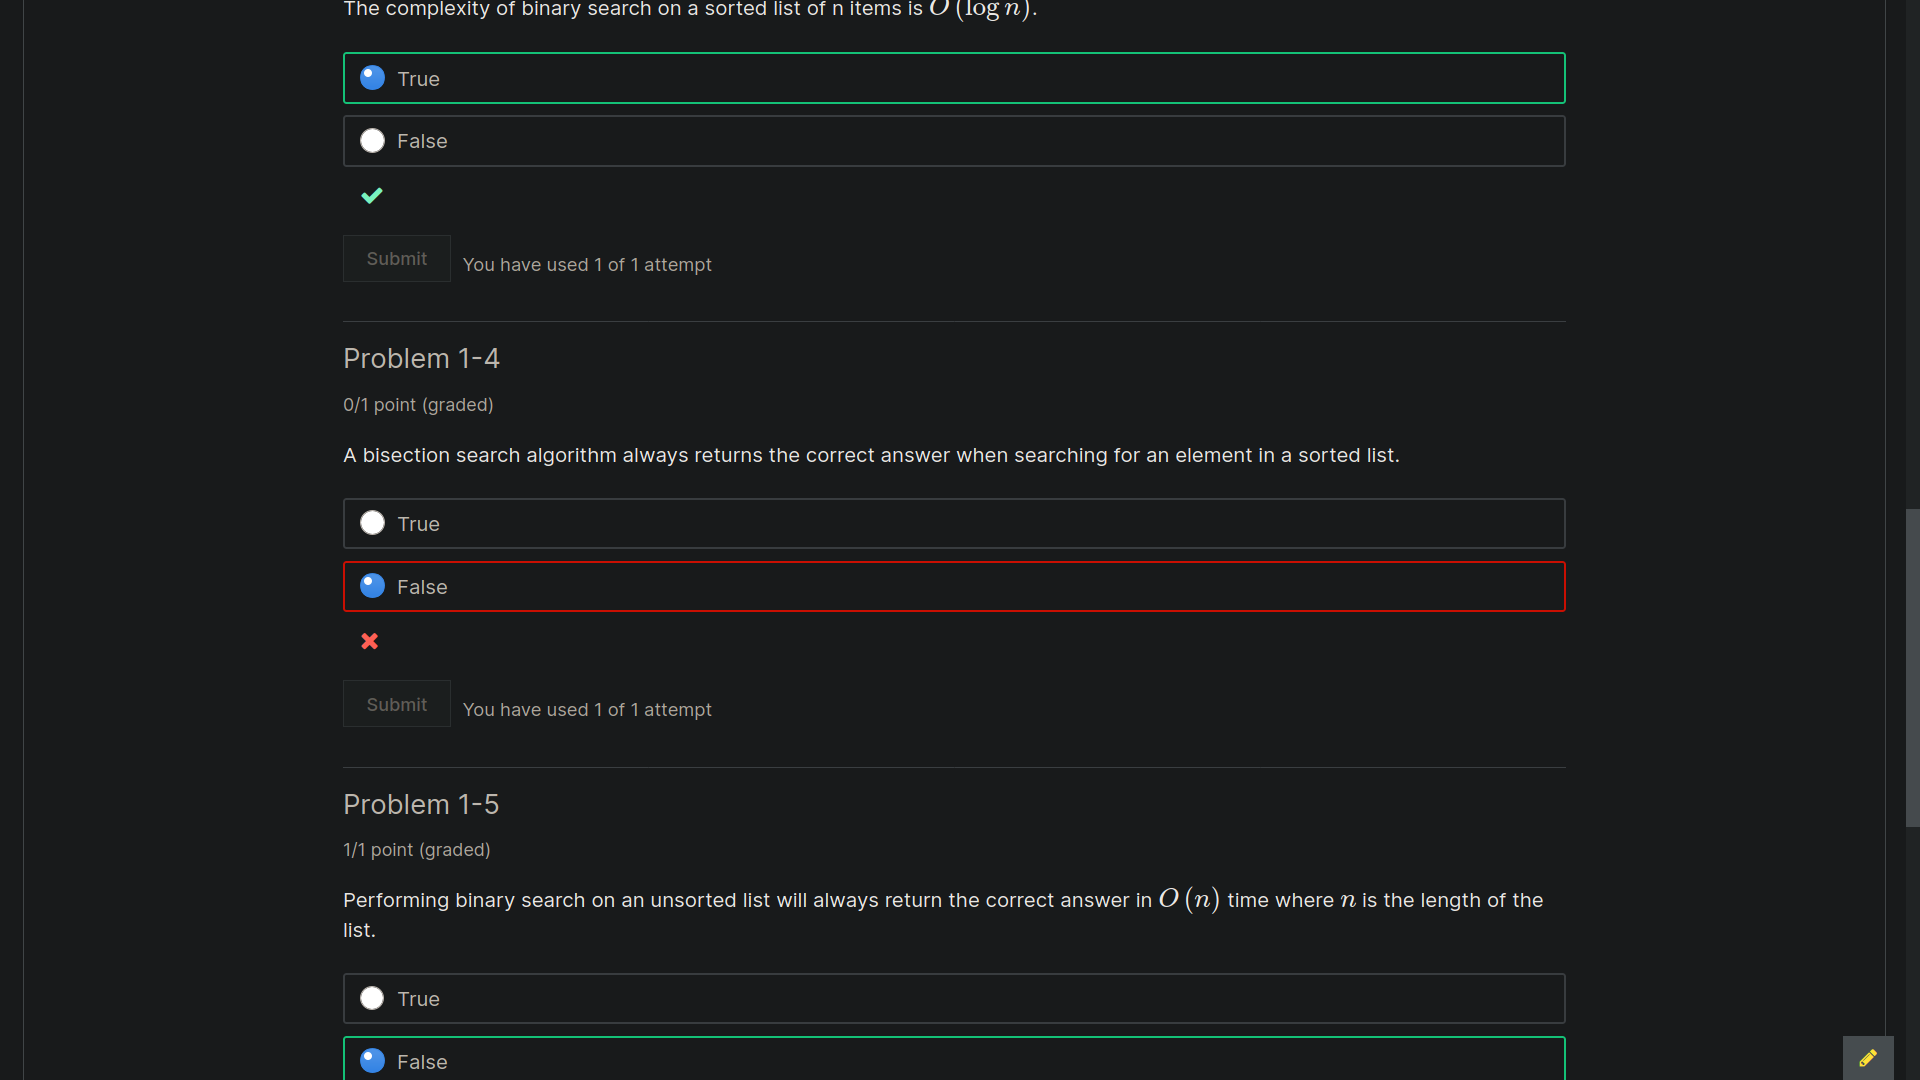 The complexity of binary search on a sorted list of n items is O (log n).
True
False
Submit You have used 1 of 1 attempt
Problem 1-4
0/1 point (graded)
A bisection search algorithm always returns the correct answer when searching for an element in a sorted list.
True
False
Submit You have used 1 of 1 attempt
Problem 1-5
1/1 point (graded)
Performing binary search on an unsorted list will always return the correct answer in O (n) time where n is the length of the
list.
True
False